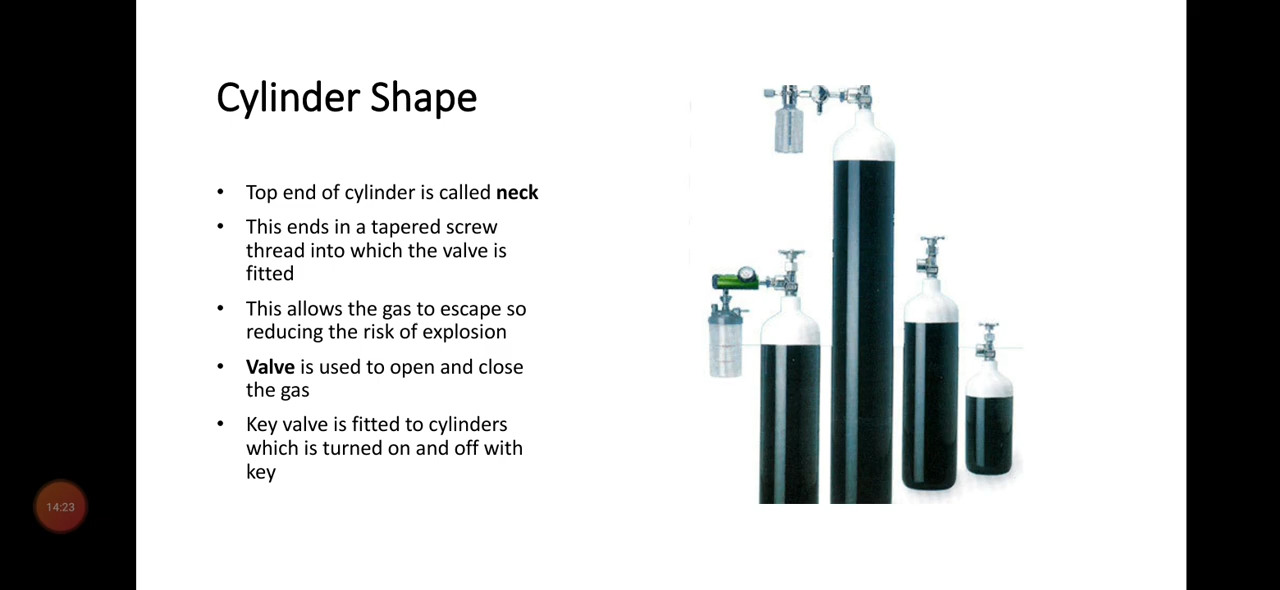 Cylinder Shape
• Top end of cylinder is called neck
• This ends in a tapered screw
thread into which the valve is
fitted
• This allows the gas to escape so
reducing the risk of explosion
• Valve is used to open and close
the gas
• Key valve is fitted to cylinders
which is turned on and off with
key
14:23